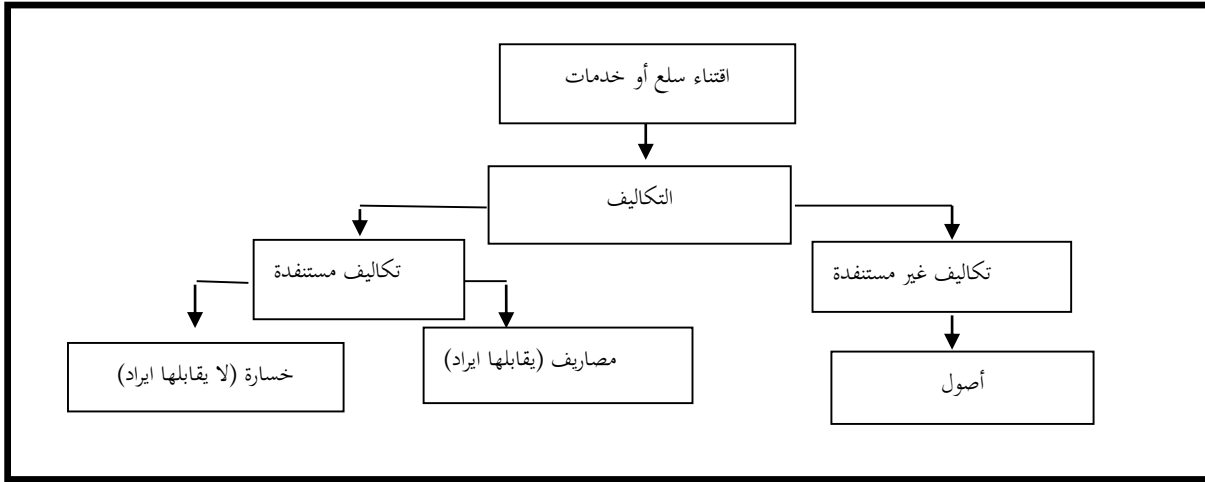 اقتناء سلع أو خدمات
التكاليف
تكاليف غير مستنفدة
تكاليف مستنفدة
أصول
مصاريف (يقابلها ايراد)
خسارة (لا يقابلها ايراد)